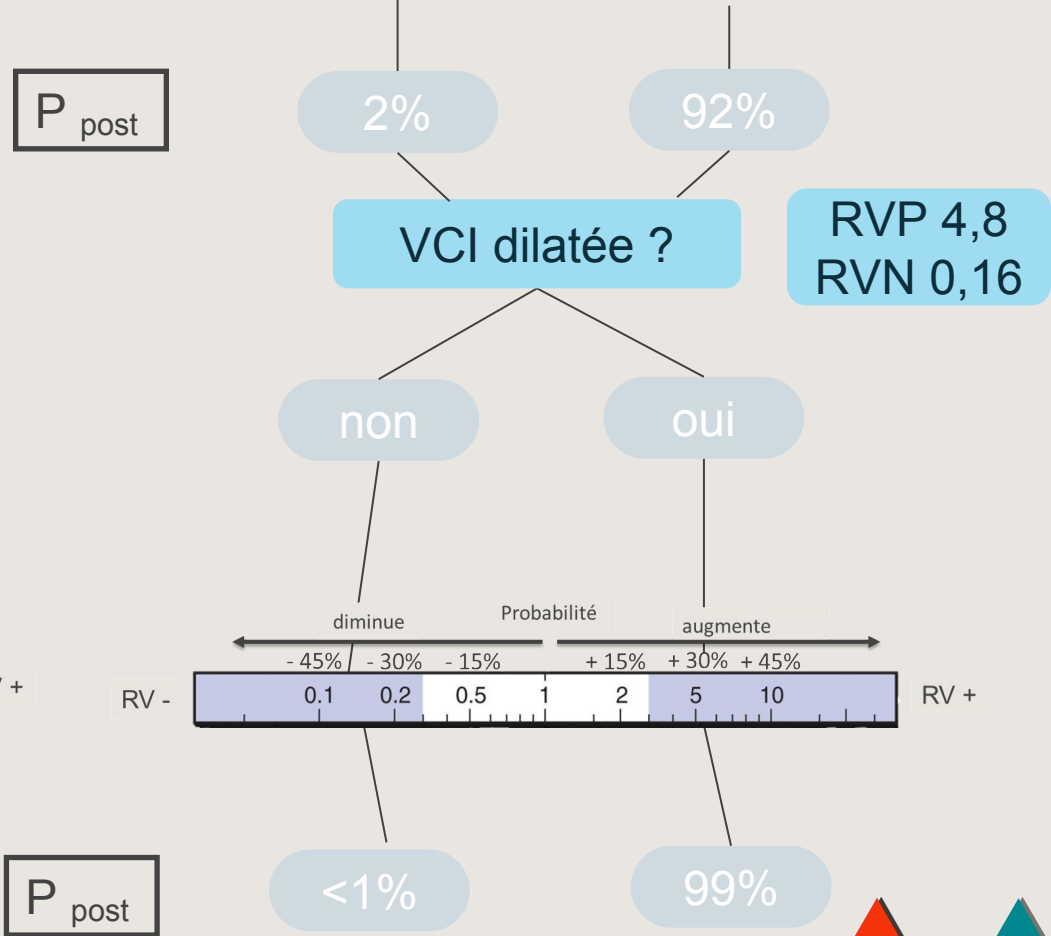 P post
2%
92%
VCI dilatée ?
RVP 4,8
RVN 0,16
non
oui
diminue
Probabilité
augmente
- 45%
- 30%
- 15%
+ 15%
+ 30%
+ 45%
+
RV -
0.1
0.2
0.5
1
2
5
10
RV +
P post
<1%
99%